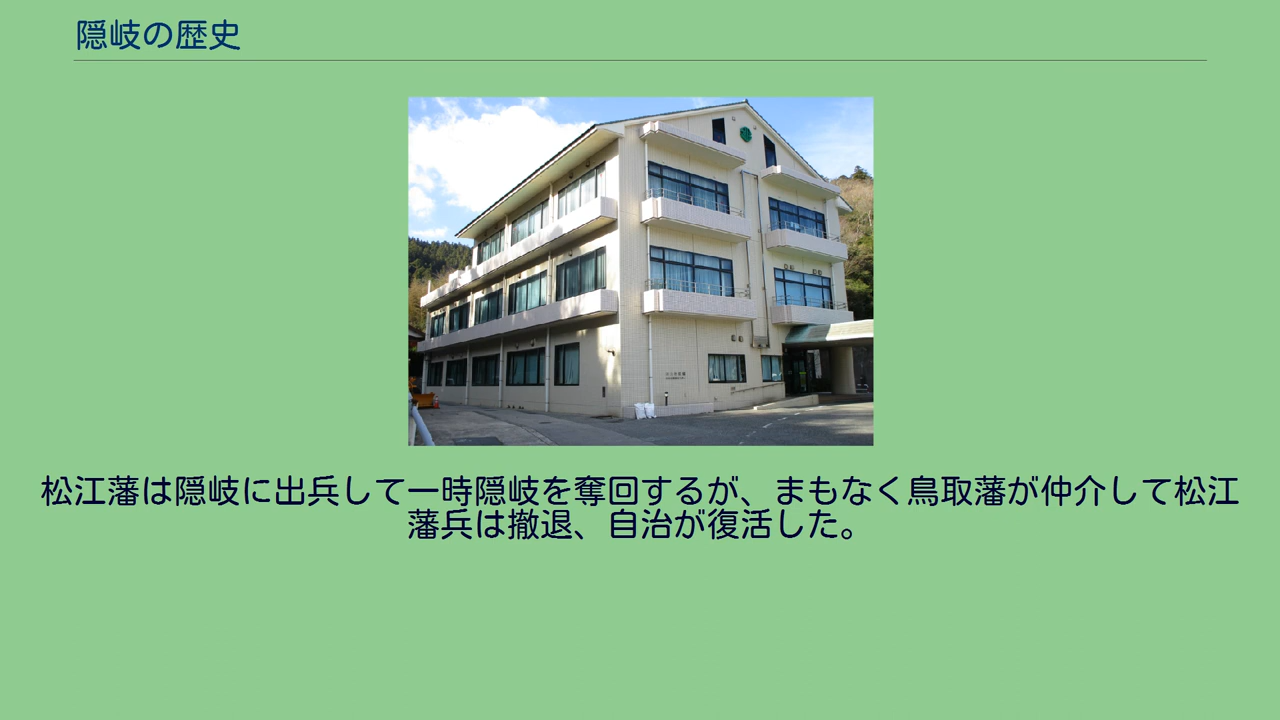 隠岐の歴史
松江藩は隠岐に出兵して一時隠岐を奪回するが、まもなく鳥取藩が仲介して松江
藩兵は撤退、自治が復活した。